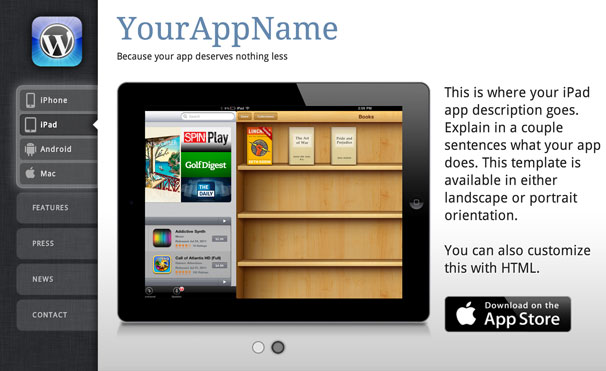 YourAppName
Because your app deserves nothing less
iPhone
iPad
Android
Mac
FEATURES
PRESS
NEWS
CONTACT
iPad
Search
Books
SPIN Play
Golf Digest
THE
DAILY
The Art
of War
Pride and
Prejudice
Addictive Synth
Music
Call of Atlantic HD (Full)
This is where your iPad
app description goes.
Explain in a couple
sentences what your app
does. This template is
available in either
landscape or portrait
orientation.
You can also customize
this with HTML.
Download on the
App Store